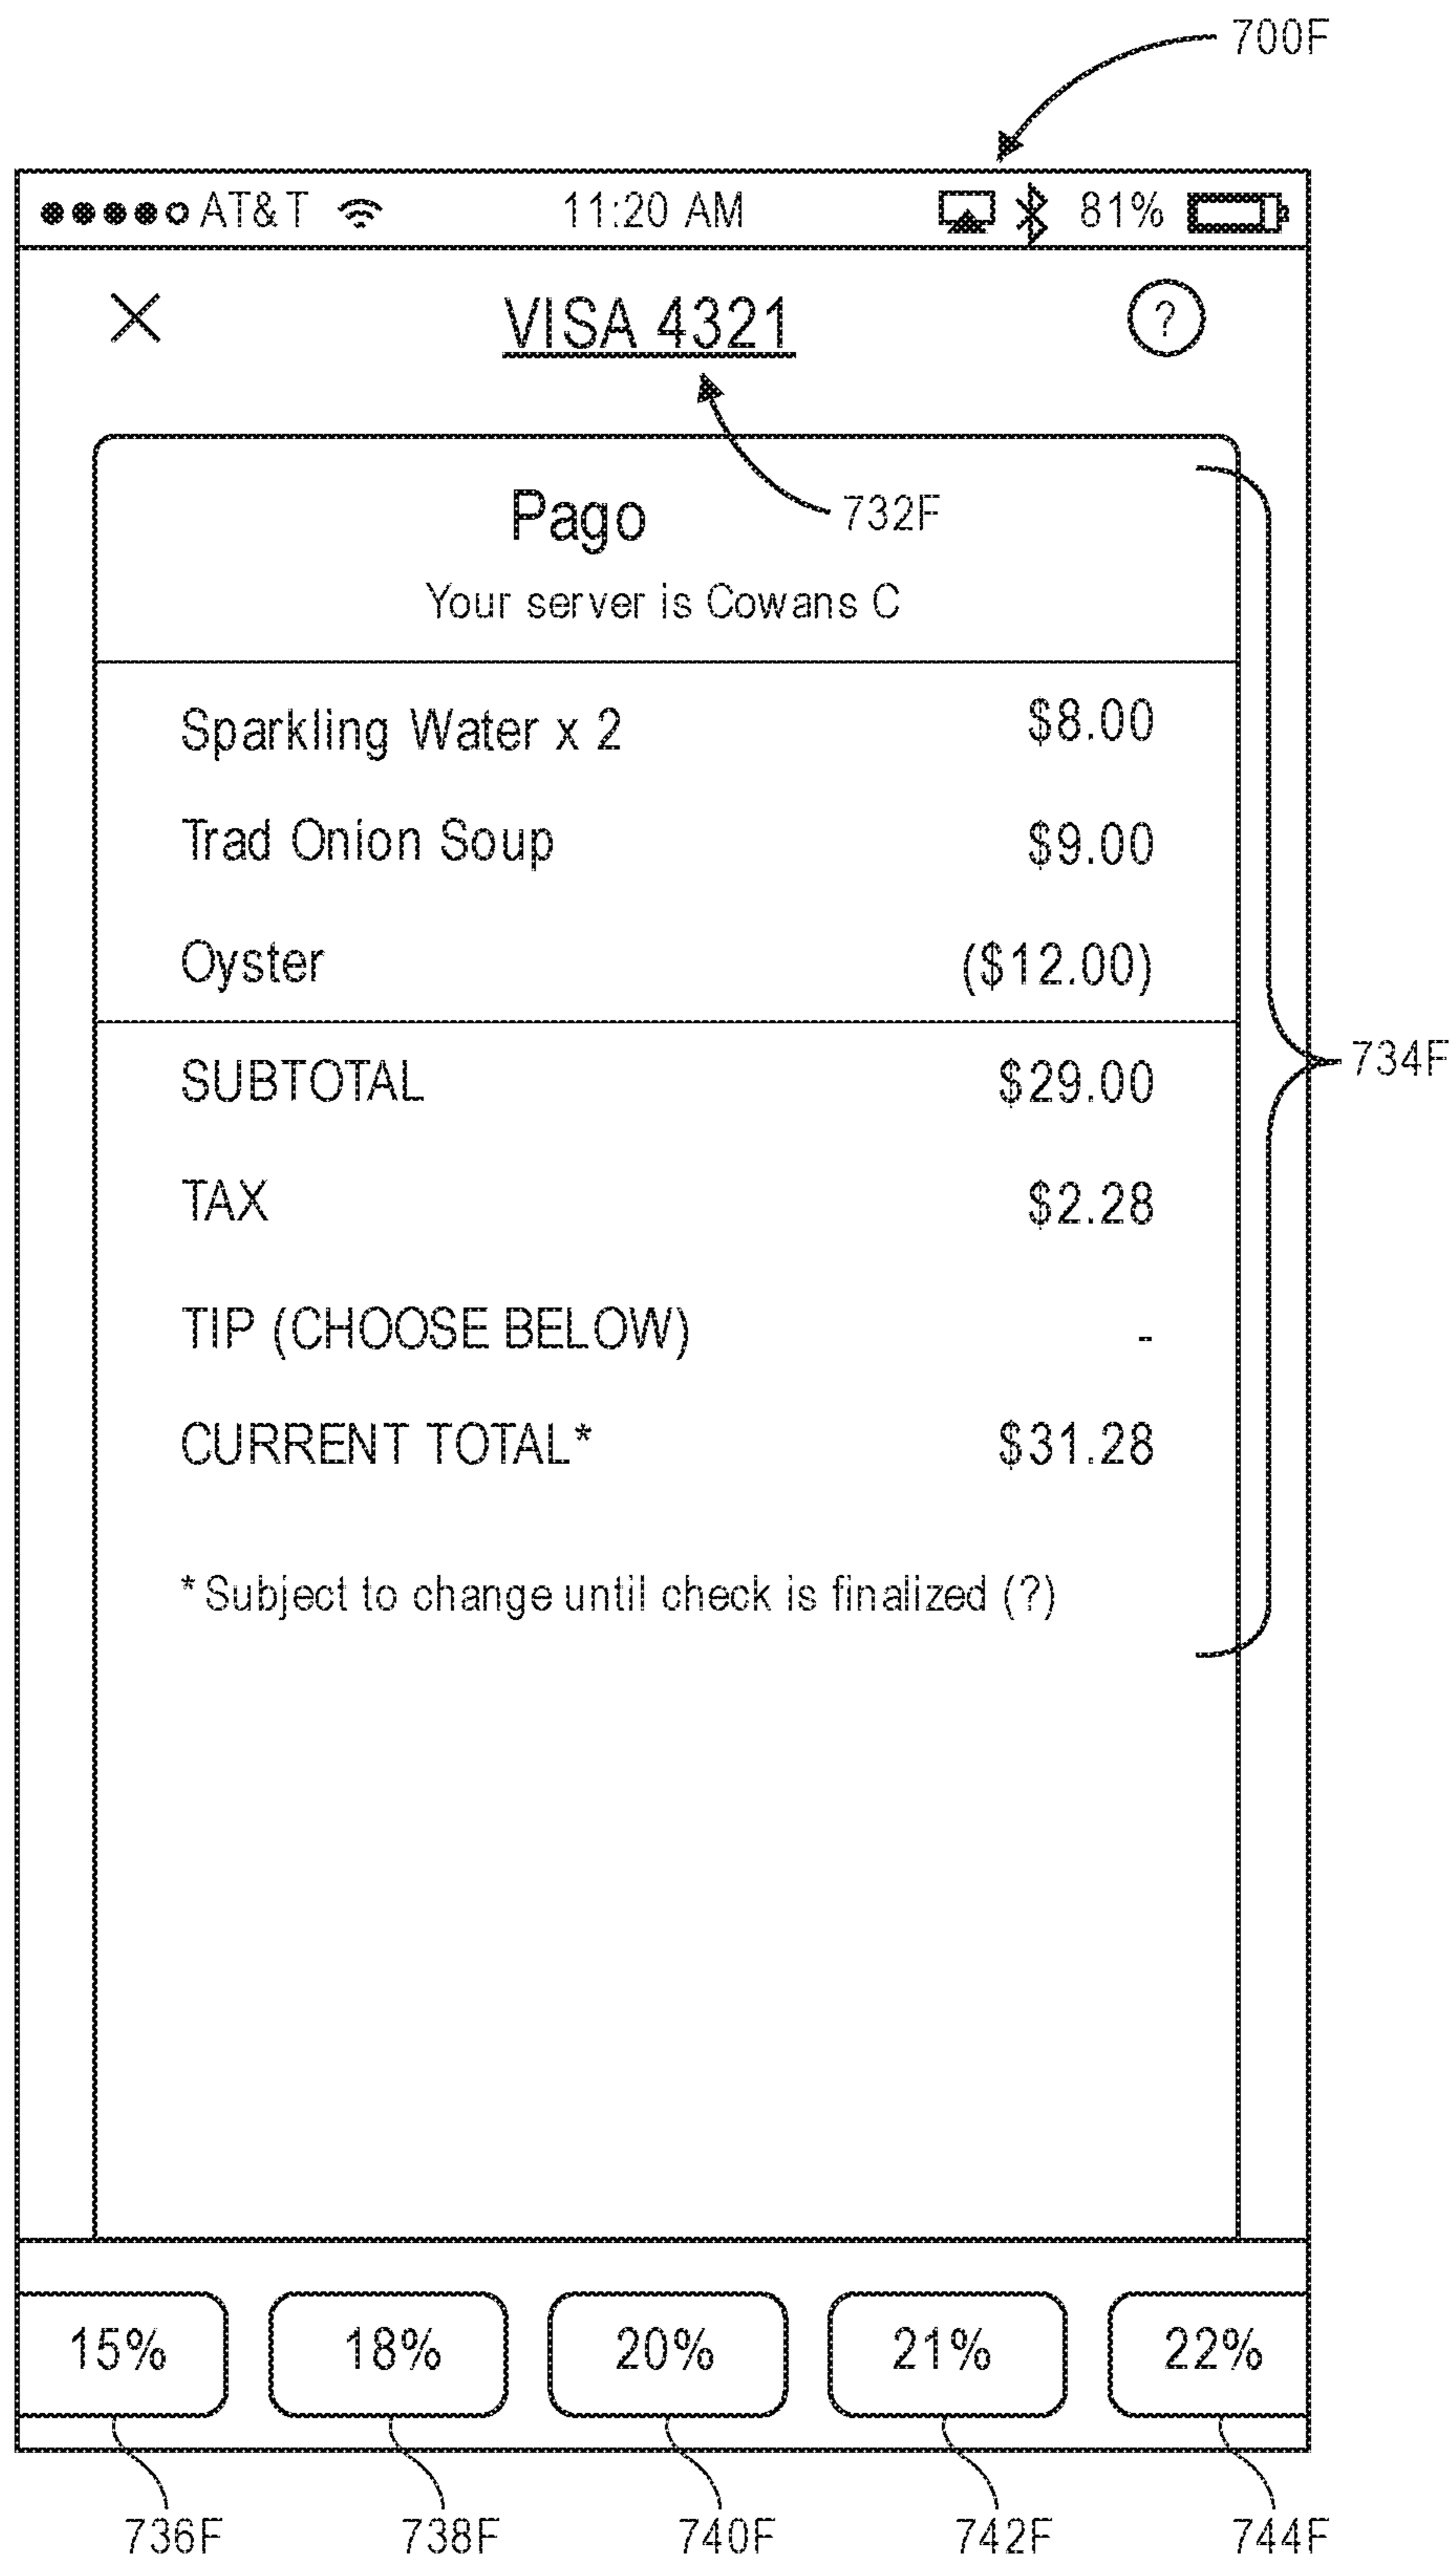 700F
AT&T 11:20 AM 81%
VISA 4321 ?
732F
Pago
Your server is Cowans C
Sparkling Water x 2 $8.00
Trad Onion Soup $9.00
Oyster ($12.00)
SUBTOTAL $29.00
734F
TAX $2.28
TIP (CHOOSE BELOW) -
CURRENT TOTAL* $31.28
* Subject to change until check is finalized (?)
15% 18% 20% 21% 22%
736F 738F 740F 742F 744F